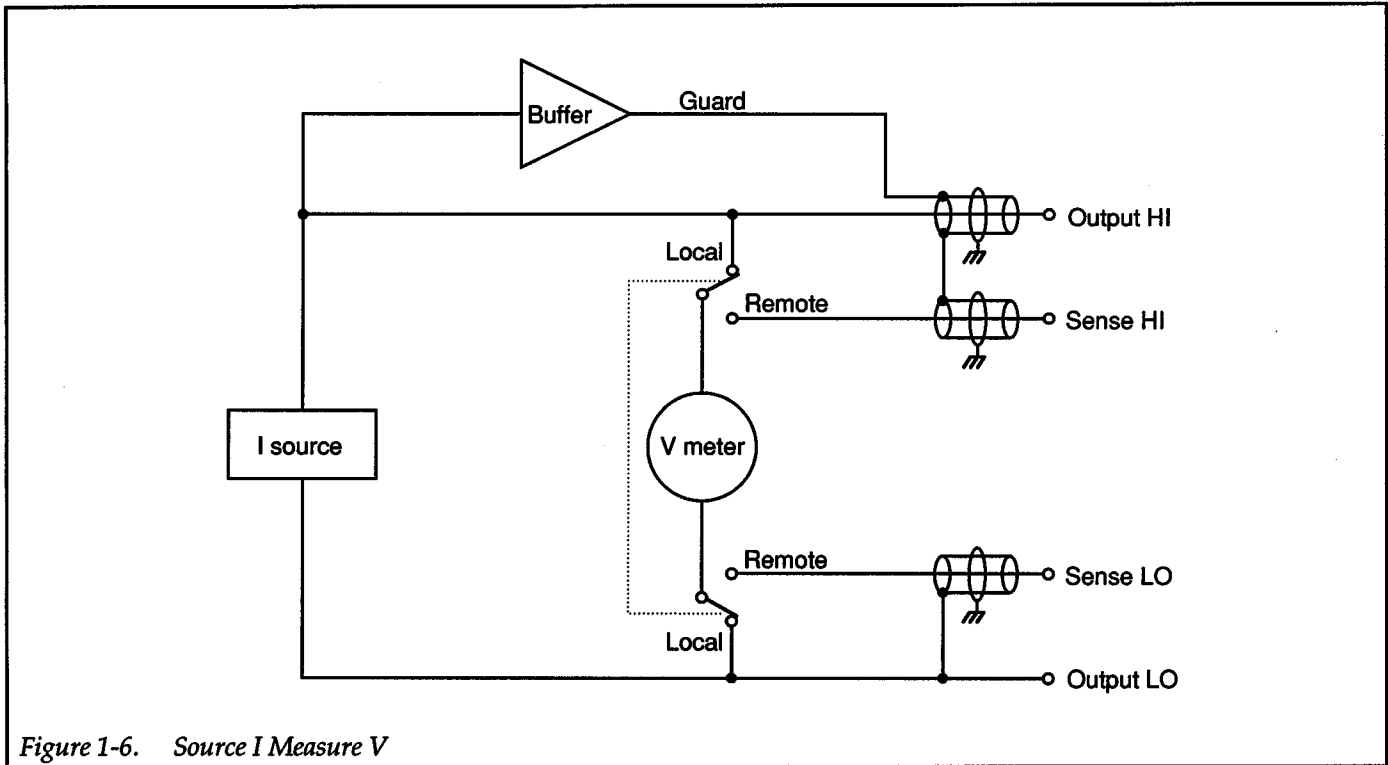 Buffer
Guard
Output HI
Local
Remote
Sense HI
I source
V meter
Remote
Sense LO
Local
Output LO
Figure 1-6. Source I Measure V